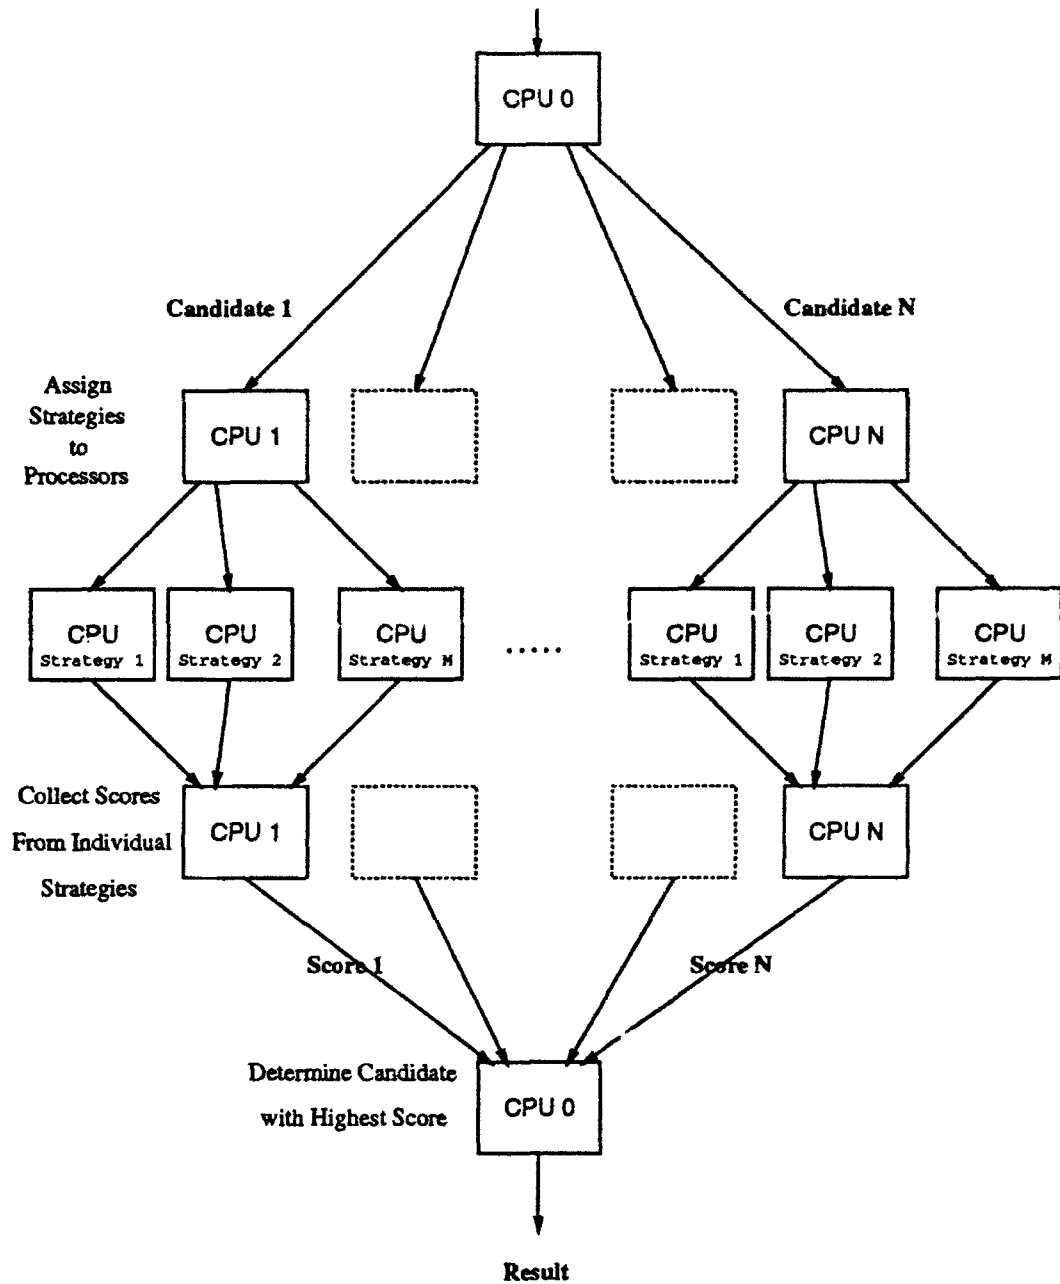 CPU 0
Candidate 1
Candidate N
Assign
Strategies
to
Processors
CPU 1
CPU N
CPU
Strategy 1
CPU
Strategy 2
CPU
Strategy M
.....
CPU
Strategy 1
CPU
Strategy 2
CPU
Strategy M
Collect Scores
From Individual
Strategies
CPU 1
CPU N
Score 1
Score N
Determine Candidate
with Highest Score
CPU 0
Result